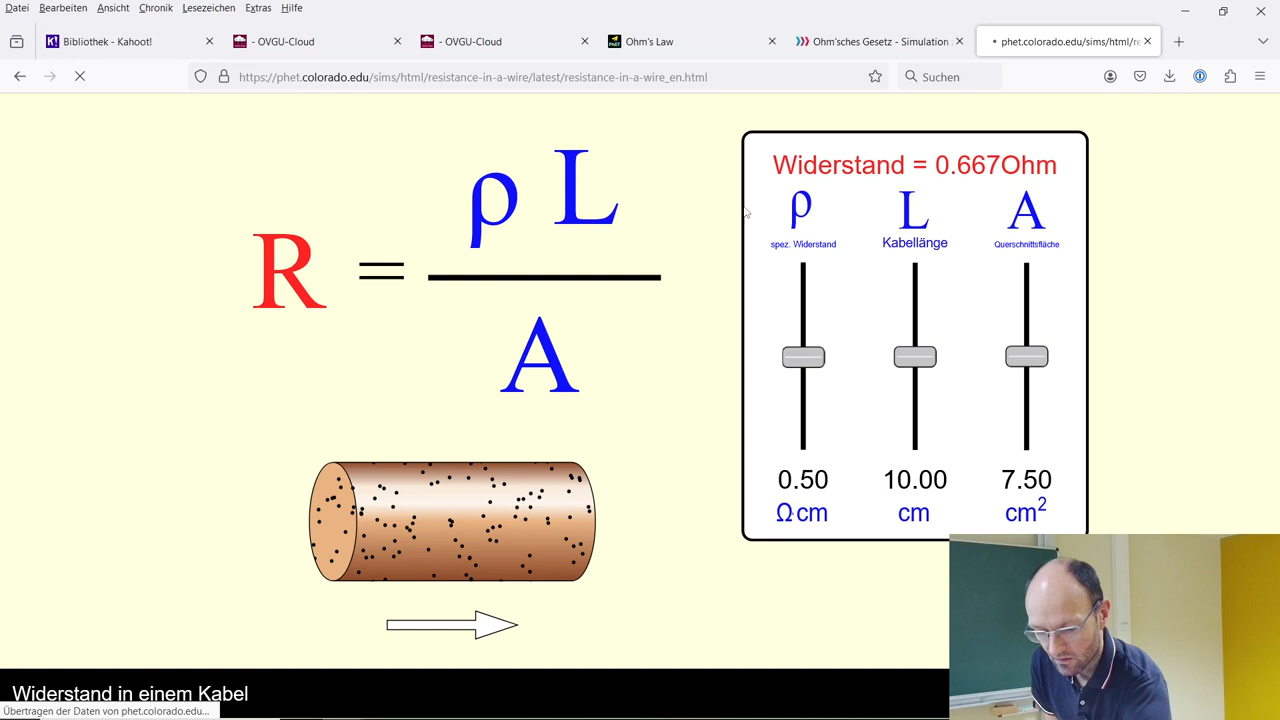 Datei Bearbeiten Ansicht Chronik Lesezeichen Extras Hilfe
Bibliothek - Kahoot!
- OVGU-Cloud
- OVGU-Cloud
Ohm's Law
Ohm'sches Gesetz - Simulation
phet.colorado.edu/sims/html/re
https://phet.colorado.edu/sims/html/resistance-in-a-wire/latest/resistance-in-a-wire_en.html
Suchen
R = ρ L
A
Widerstand = 0.667Ohm
ρ L A
spez. Widerstand Kabellänge Querschnittsfläche
0.50 10.00 7.50
Ω·cm cm cm²
Widerstand in einem Kabel
Übertragen der Daten von phet.colorado.edu...